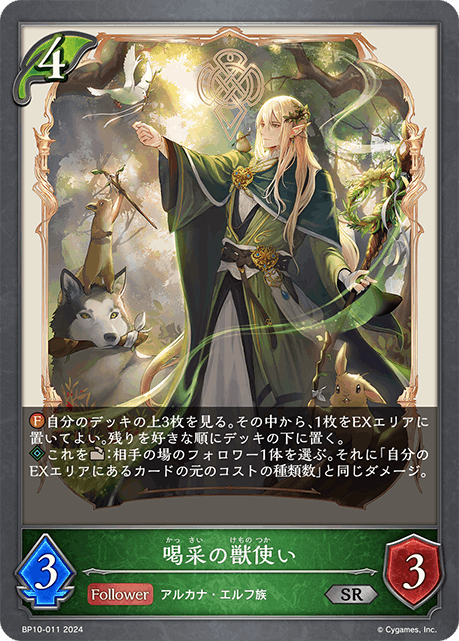 4
Ⓕ自分のデッキの上3枚を見る。その中から、1枚をEXエリアに
置いてよい。残りを好きな順にデッキの下に置く。
これを:相手の場のフォロワー1体を選ぶ。それに「自分の
EXエリアにあるカードの元のコストの種類数」と同じダメージ。
かっさい けものつか
喝采の獣使い
3
Follower アルカナ・エルフ族 SR
3
BP10-011 2024 © Cygames, Inc.